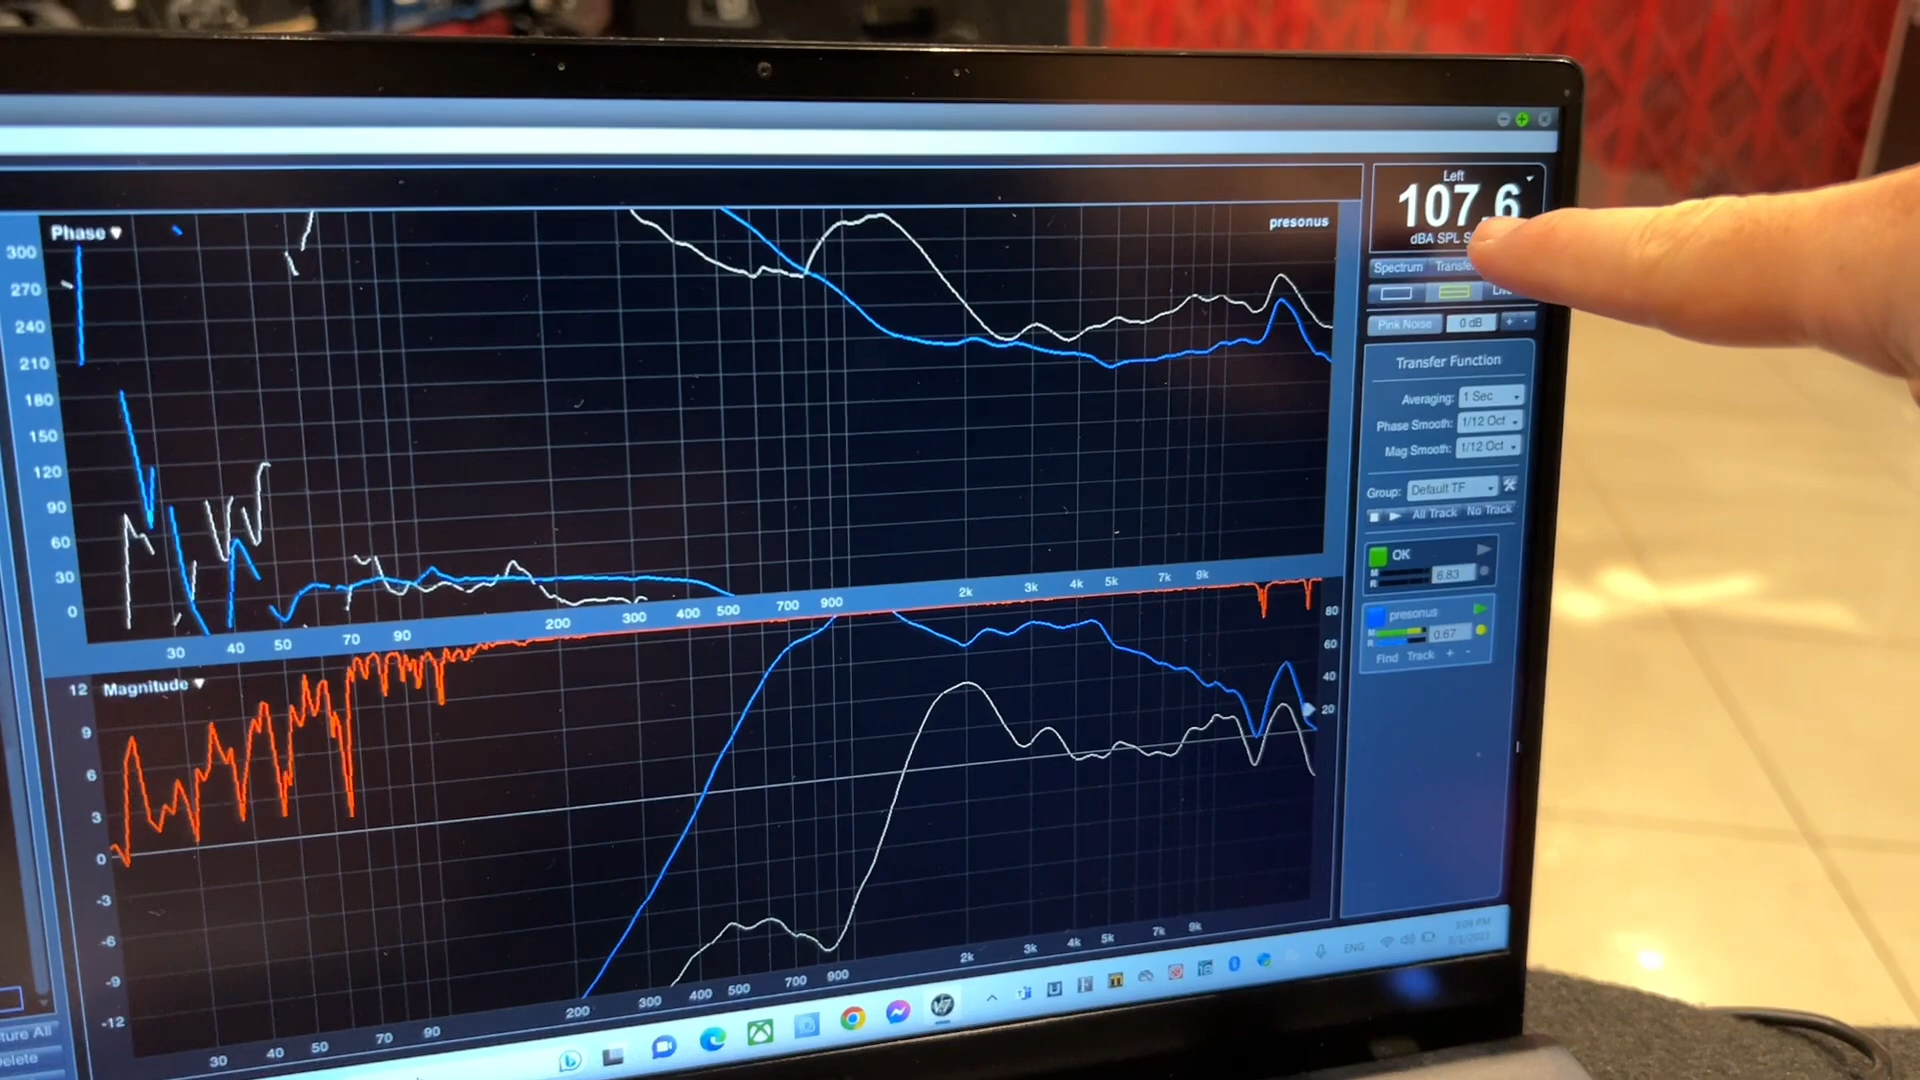 Left
107.6
dBA SPL
Spectrum
Pink Noise 0 dB + -
Transfer Function
Averaging: 1 Sec
Phase Smooth: 1/12 Oct
Mag Smooth: 1/12 Oct
Group: Default TF
All Track No Track
OK
M
R
6.83
presonus
M
R
0.67
Find Track + -
Phase
presonus
300
270
240
210
180
150
120
90
60
30
0
30 40 50 70 90 200 300 400 500 700 900 2k 3k 4k 5k 7k 9k
Magnitude
12
9
6
3
0
-3
-6
-9
-12
80
60
40
20
30 40 50 70 90 200 300 400 500 700 900 2k 3k 4k 5k 7k 9k
ture All
Delete
ENG